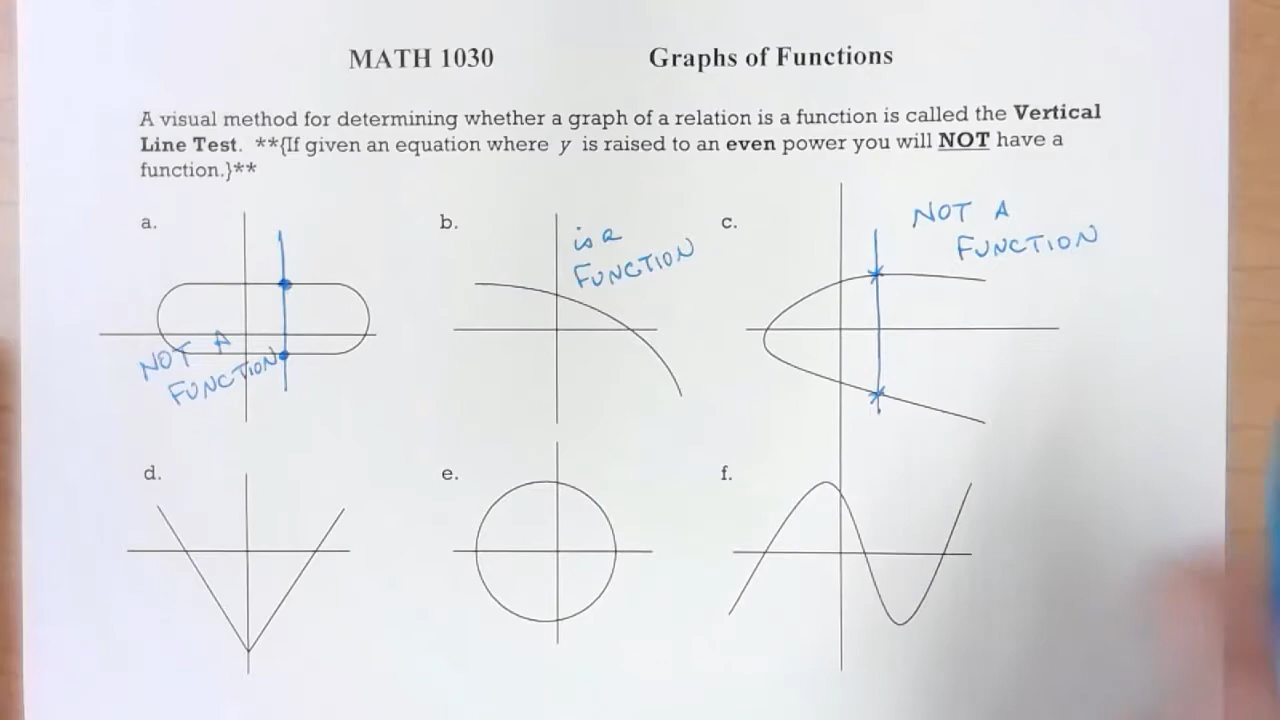 MATH 1030 Graphs of Functions
A visual method for determining whether a graph of a relation is a function is called the Vertical
Line Test. **{If given an equation where y is raised to an even power you will NOT have a
function.}**
a.
NOT A
FUNCTION
b.
is a
FUNCTION
c.
NOT A
FUNCTION
d.
e.
f.